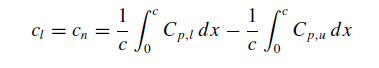 c_l = c_n = \frac{1}{c} \int_0^c C_{p,l} \, dx - \frac{1}{c} \int_0^c C_{p,u} \, dx